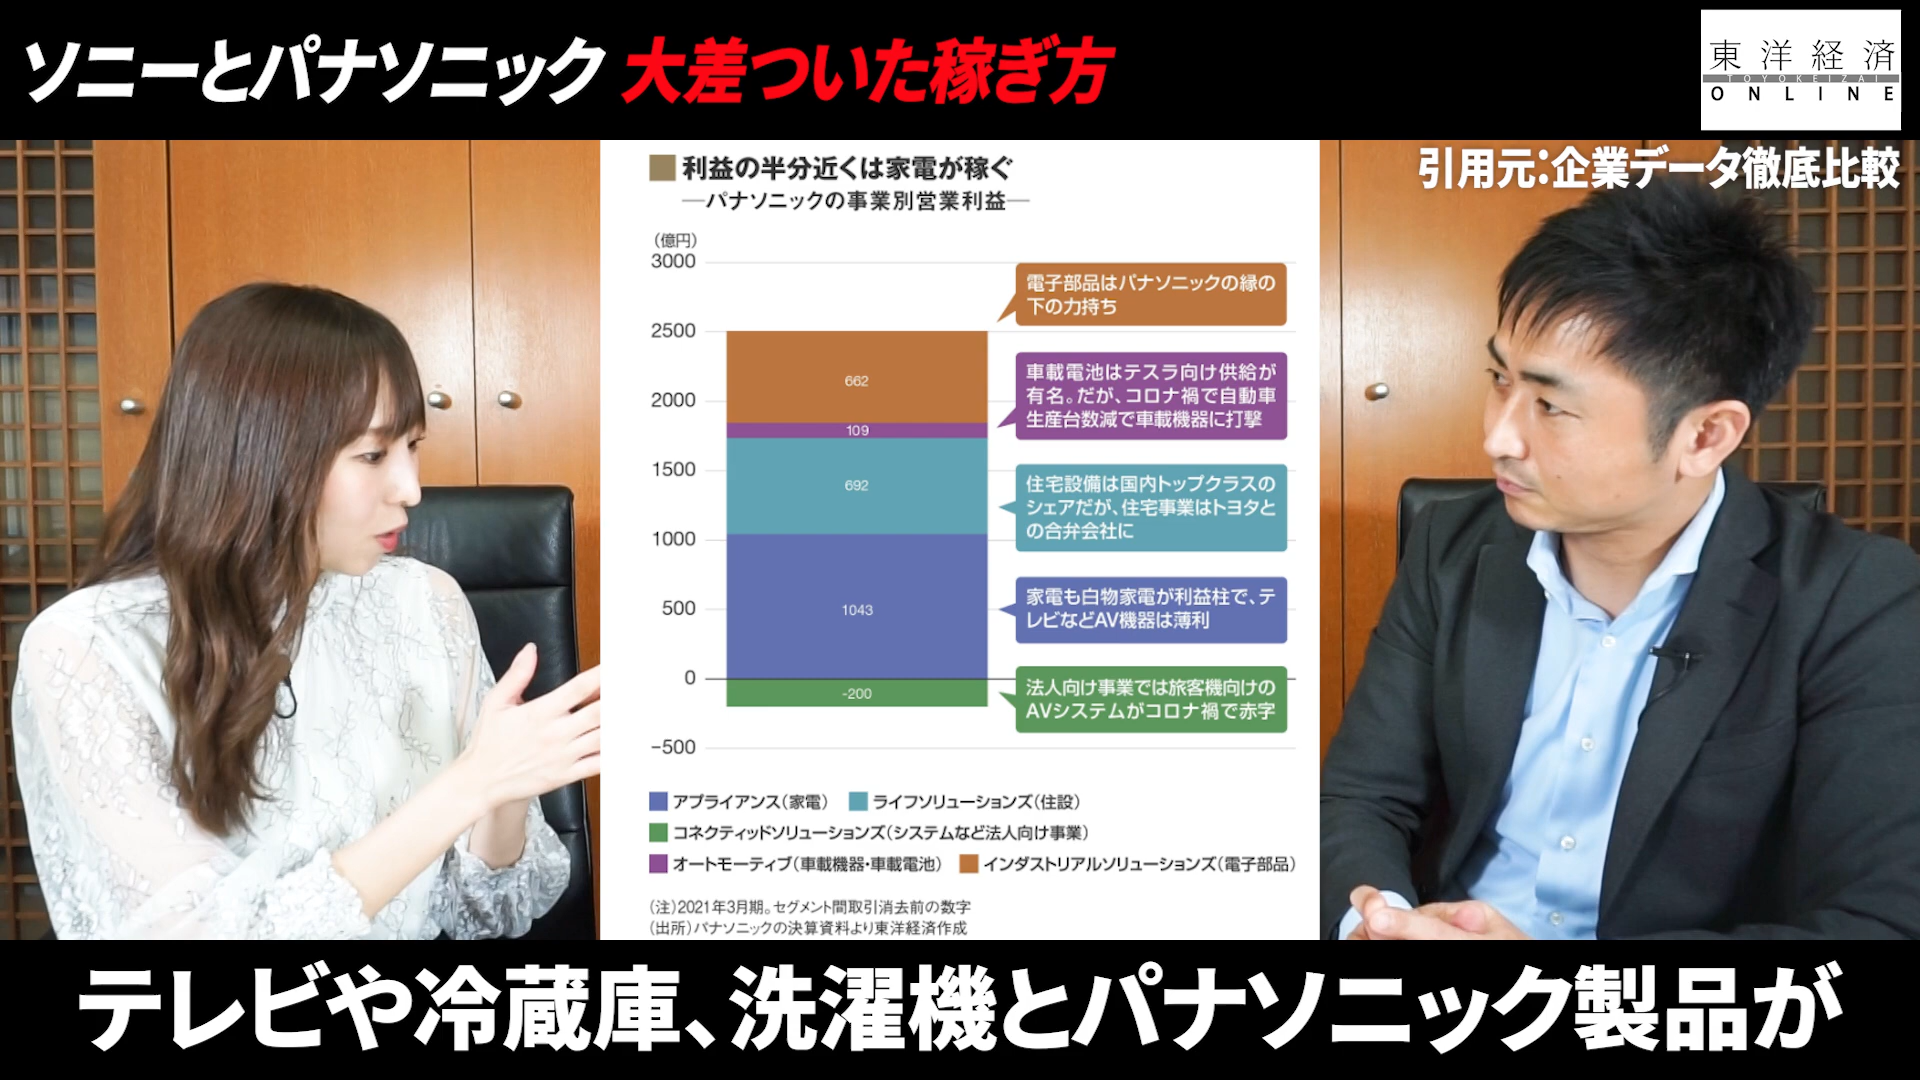 ソニーとパナソニック 大差ついた稼ぎ方
東洋経済
TOYOKEIZAI
ONLINE
引用元：企業データ徹底比較
利益の半分近くは家電が稼ぐ
―パナソニックの事業別営業利益―
（億円）
3000
電子部品はパナソニックの縁の
下の力持ち
2500
662
車載電池はテスラ向け供給が
有名。だが、コロナ禍で自動車
生産台数減で車載機器に打撃
2000
109
1500
692
住宅設備は国内トップクラスの
シェアだが、住宅事業はトヨタと
の合弁会社に
1000
1043
家電も白物家電が利益柱で、テ
レビなどAV機器は薄利
500
0
-200
法人向け事業では旅客機向けの
AVシステムがコロナ禍で赤字
−500
アプライアンス（家電） ライフソリューションズ（住設）
コネクティッドソリューションズ（システムなど法人向け事業）
オートモーティブ（車載機器・車載電池） インダストリアルソリューションズ（電子部品）
（注）2021年3月期。セグメント間取引消去前の数字
（出所）パナソニックの決算資料より東洋経済作成
テレビや冷蔵庫、洗濯機とパナソニック製品が